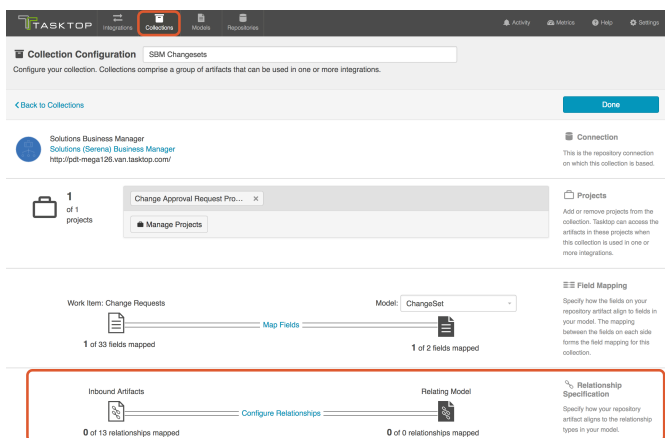 TASKTOP
Integrations
Collections
Models
Repositories
Activity
Metrics
Help
Settings
Collection Configuration
SBM Changesets
Configure your collection. Collections comprise a group of artifacts that can be used in one or more integrations.
Back to Collections
Done
Solutions Business Manager
Solutions (Serena) Business Manager
http://pdt-mega126.van.tasktop.com/
Connection
This is the repository connection
on which this collection is based.
1
of 1
projects
Change Approval Request Pro... ×
Manage Projects
Projects
Add or remove projects from the
collection. Tasktop can access the
artifacts in these projects when
this collection is used in one or
more integrations.
Work Item: Change Requests
Model: ChangeSet
Map Fields
1 of 33 fields mapped
1 of 2 fields mapped
Field Mapping
Specify how the fields on your
repository artifact align to fields in
your model. The mapping
between the fields on each side
forms the field mapping for this
collection.
Inbound Artifacts
Relating Model
Configure Relationships
0 of 13 relationships mapped
0 of 0 relationships mapped
Relationship
Specification
Specify how your repository
artifact aligns to the relationship
types in your model.